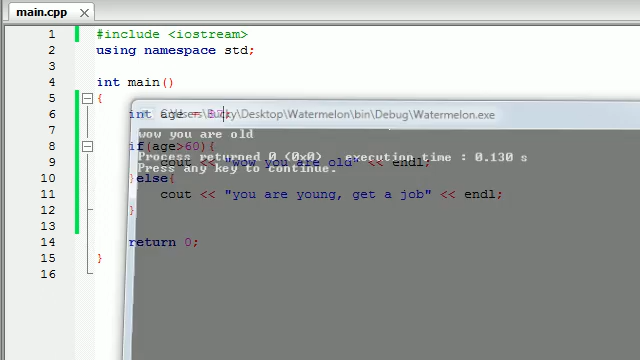 main.cpp
1 #include <iostream>
2 using namespace std;
3
4 int main()
5 {
6 int age =
7
8 if(age>60){
9 cout << "wow you are old" << endl;
10 }else{
11 cout << "you are young, get a job" << endl;
12 }
13
14 return 0;
15 }
16
\Desktop\Watermelon\bin\Debug\Watermelon.exe
wow you are old
Process returned 0 (0x0) execution time : 0.130 s
Press any key to continue.